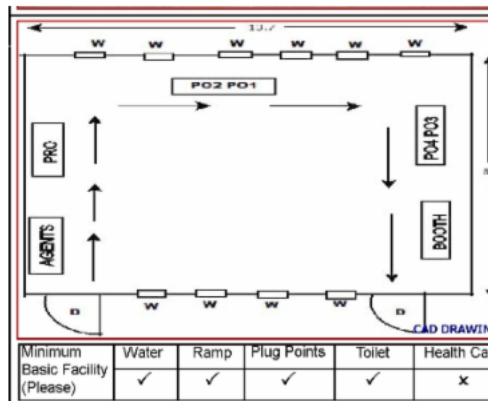 13.7
W W W W W W
PO2 PO1
PRO
PO4 PO3
AGENTS
BOOTH
W W W W
D D
CAD DRAWIN
Minimum Basic Facility (Please) Water Ramp Plug Points Toilet Health Ca
✓ ✓ ✓ ✓ x